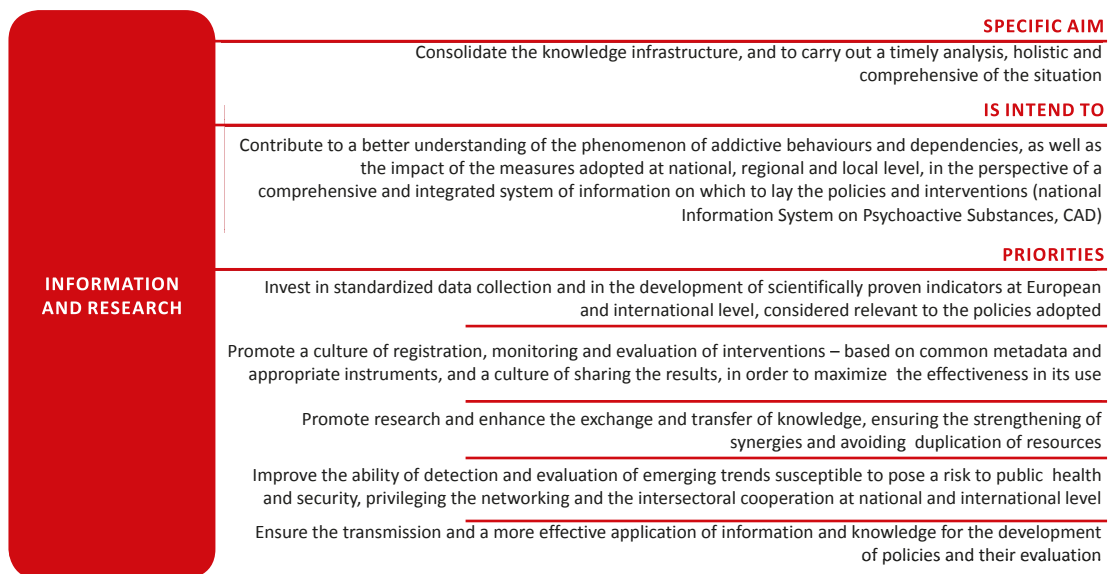 INFORMATION
AND RESEARCH
SPECIFIC AIM
Consolidate the knowledge infrastructure, and to carry out a timely analysis, holistic and
comprehensive of the situation
IS INTEND TO
Contribute to a better understanding of the phenomenon of addictive behaviours and dependencies, as well as
the impact of the measures adopted at national, regional and local level, in the perspective of a
comprehensive and integrated system of information on which to lay the policies and interventions (national
Information System on Psychoactive Substances, CAD)
PRIORITIES
Invest in standardized data collection and in the development of scientifically proven indicators at European
and international level, considered relevant to the policies adopted
Promote a culture of registration, monitoring and evaluation of interventions – based on common metadata and
appropriate instruments, and a culture of sharing the results, in order to maximize the effectiveness in its use
Promote research and enhance the exchange and transfer of knowledge, ensuring the strengthening of
synergies and avoiding duplication of resources
Improve the ability of detection and evaluation of emerging trends susceptible to pose a risk to public health
and security, privileging the networking and the intersectoral cooperation at national and international level
Ensure the transmission and a more effective application of information and knowledge for the development
of policies and their evaluation